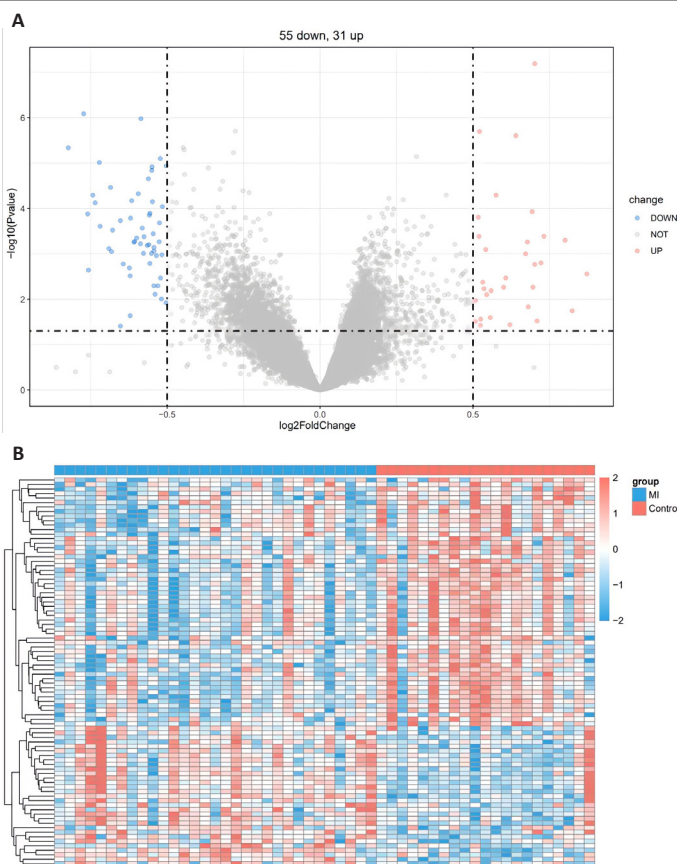 A
55 down, 31 up
−log10(Pvalue)
6
4
2
0
−0.5
0.0
0.5
log2FoldChange
change
DOWN
NOT
UP
B
2
1
0
−1
−2
group
MI
Contro